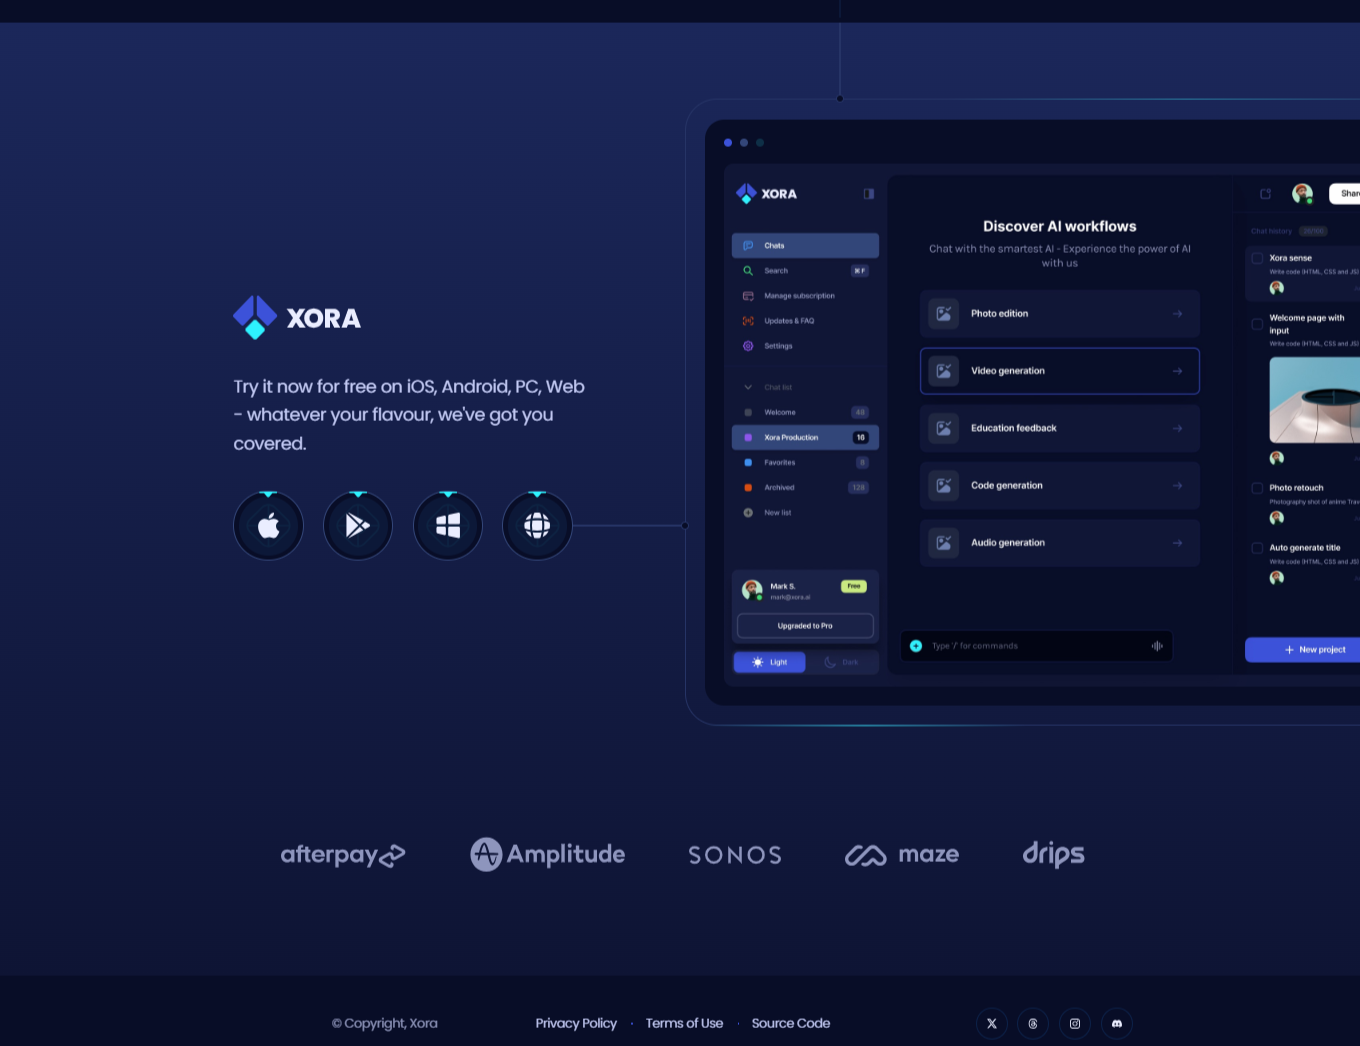 XORA
Try it now for free on iOS, Android, PC, Web
- whatever your flavour, we've got you
covered.
XORA
Chats
Search
⌘ F
Manage subscription
Updates & FAQ
Settings
Chat list
Welcome
48
Xora Production
16
Favorites
8
Archived
128
New list
Mark S.
Free
mark@xora.ai
Upgraded to Pro
Light
Dark
Discover AI workflows
Chat with the smartest AI - Experience the power of AI
with us
Photo edition
Video generation
Education feedback
Code generation
Audio generation
Type '/' for commands
Share
Chat history
Xora sense
Write code (HTML, CSS and JS)
Welcome page with
input
Write code (HTML, CSS and JS)
Photo retouch
Photography shot of anime
Auto generate title
Write code (HTML, CSS and JS)
New project
afterpay
Amplitude
SONOS
maze
drips
© Copyright, Xora
Privacy Policy
Terms of Use
Source Code